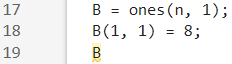 17 B = ones(n, 1);
18 B(1, 1) = 8;
19 B